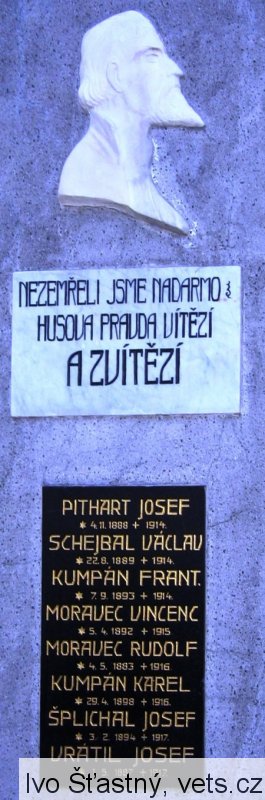 NEZEMŘELI JSME NADARMO :
HUSOVA PRAVDA VÍTĚZÍ
A ZVÍTĚZÍ
PITHART JOSEF
* 4.11.1888 + 1914.
SCHEJBAL VÁCLAV
* 22.8.1889 + 1914.
KUMPÁN FRANT.
* 7.9.1893 + 1914.
MORAVEC VINCENC
* 5.4.1892 + 1915
MORAVEC RUDOLF
* 4.5.1883 + 1916.
KUMPÁN KAREL
* 29.4.1898 + 1916.
ŠPLICHAL JOSEF
* 3.2.1894 + 1917.
VRÁTIL JOSEF
Ivo Šťastný, vets.cz